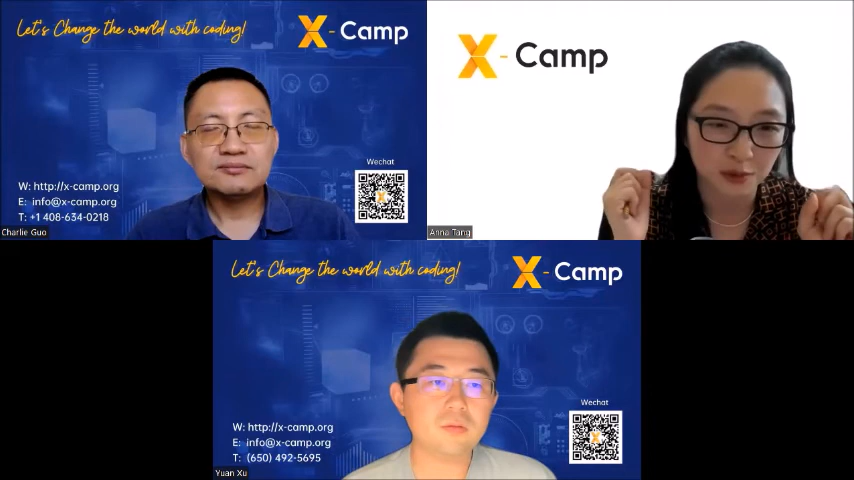 Let's Change the world with coding!
X-Camp
Wechat
W: http://x-camp.org
E: info@x-camp.org
T: +1 408-634-0218
Charlie Guo
X-Camp
Anna Tang
Let's Change the world with coding!
X-Camp
Wechat
W: http://x-camp.org
E: info@x-camp.org
T: (650) 492-5695
Yuan Xu